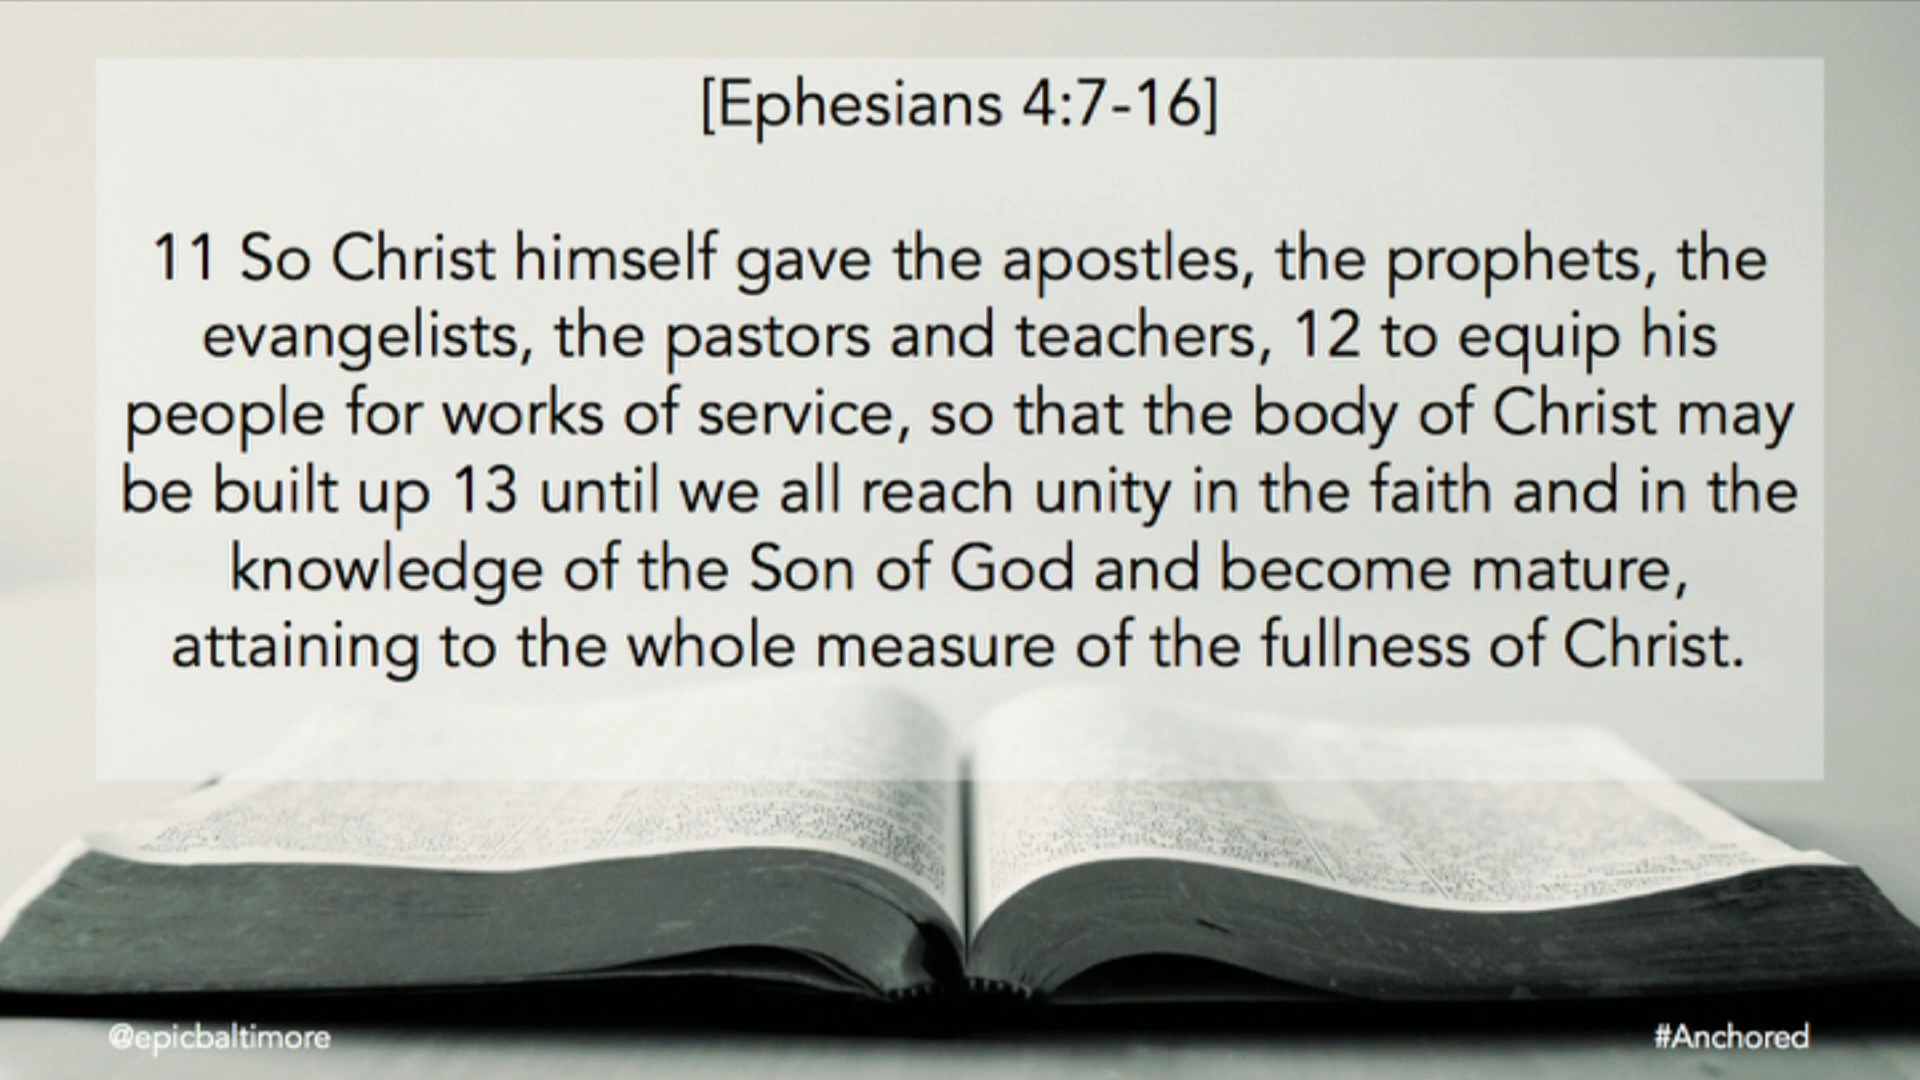 [Ephesians 4:7-16]
11 So Christ himself gave the apostles, the prophets, the
evangelists, the pastors and teachers, 12 to equip his
people for works of service, so that the body of Christ may
be built up 13 until we all reach unity in the faith and in the
knowledge of the Son of God and become mature,
attaining to the whole measure of the fullness of Christ.
@epicbaltimore
#Anchored